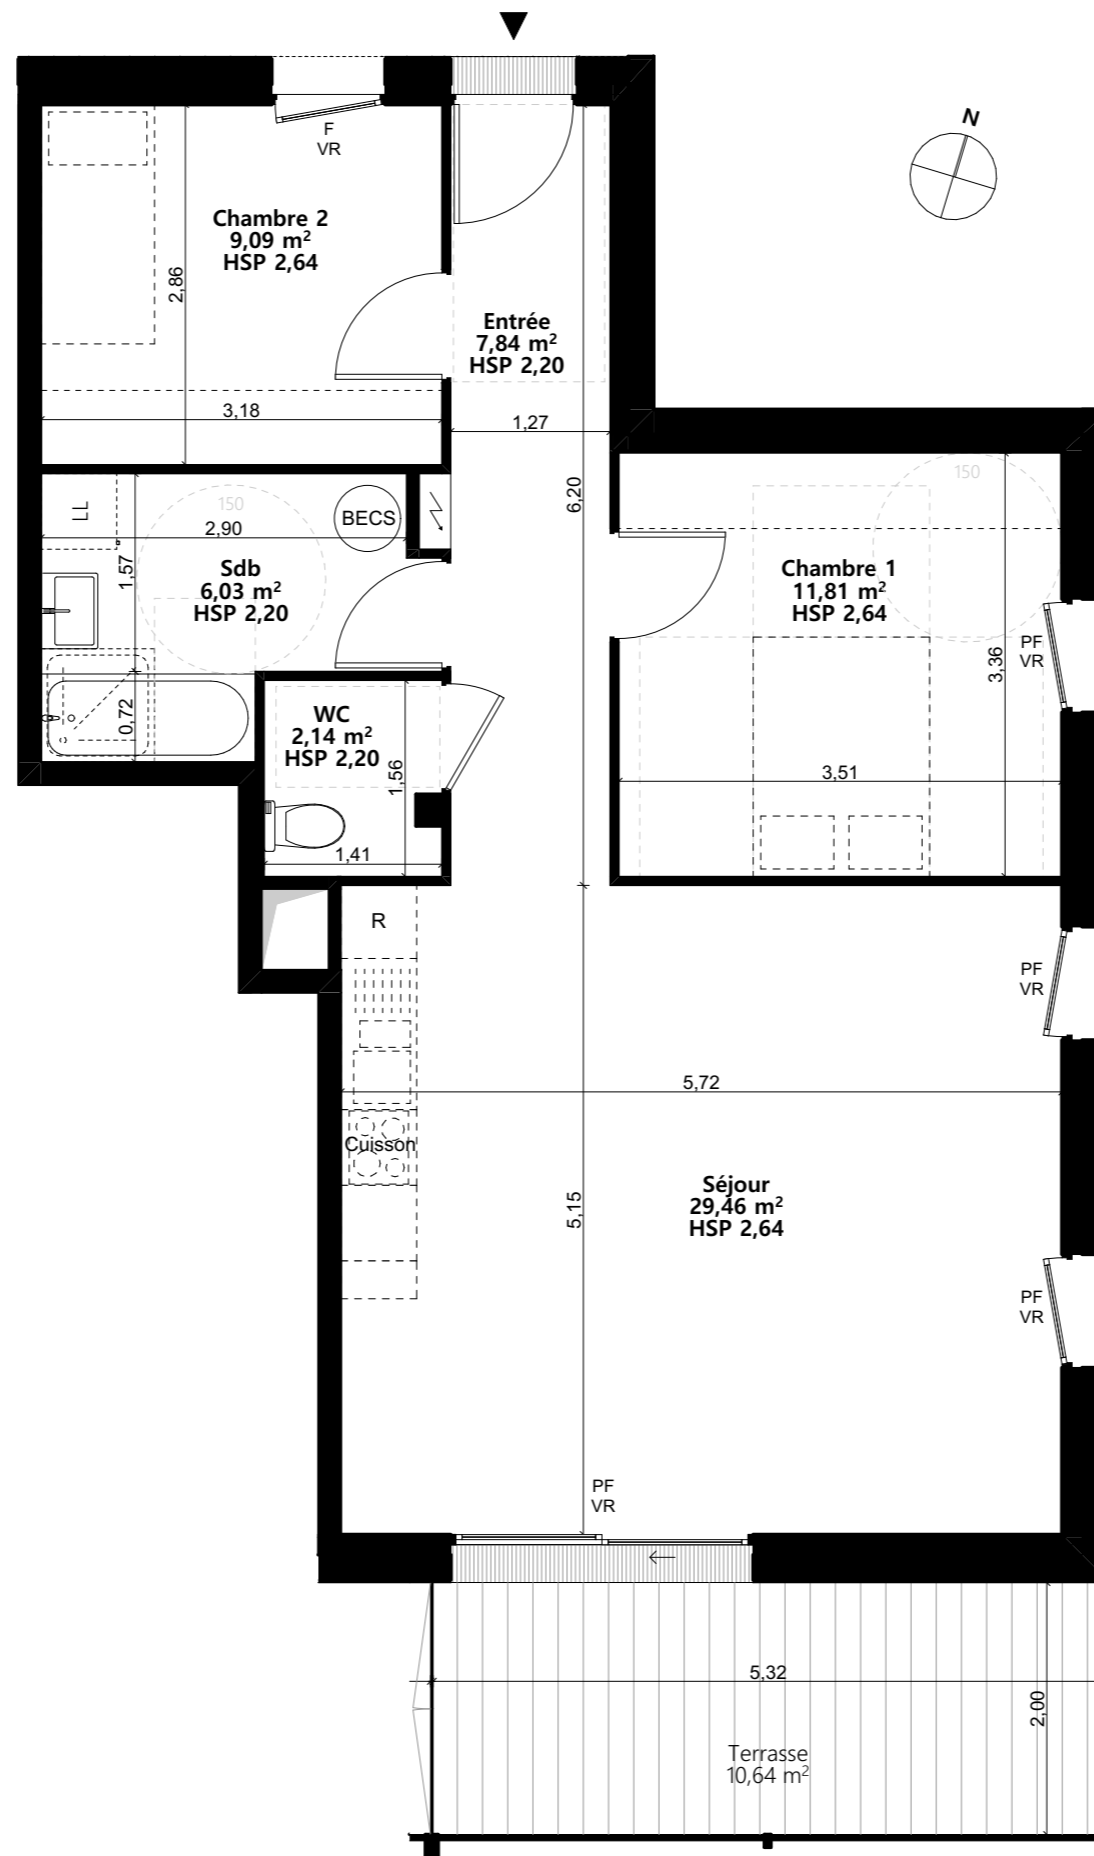 N
F
VR
Chambre 2
9,09 m²
HSP 2,64
2,86
3,18
Entrée
7,84 m²
HSP 2,20
1,27
6,20
150
LL
150
BECS
2,90
1,57
Sdb
6,03 m²
HSP 2,20
Chambre 1
11,81 m²
HSP 2,64
PF
VR
3,36
0,72
WC
2,14 m²
HSP 2,20
1,56
1,41
3,51
R
PF
VR
5,72
Cuisson
Séjour
29,46 m²
HSP 2,64
5,15
PF
VR
PF
VR
5,32
2,00
Terrasse
10,64 m²